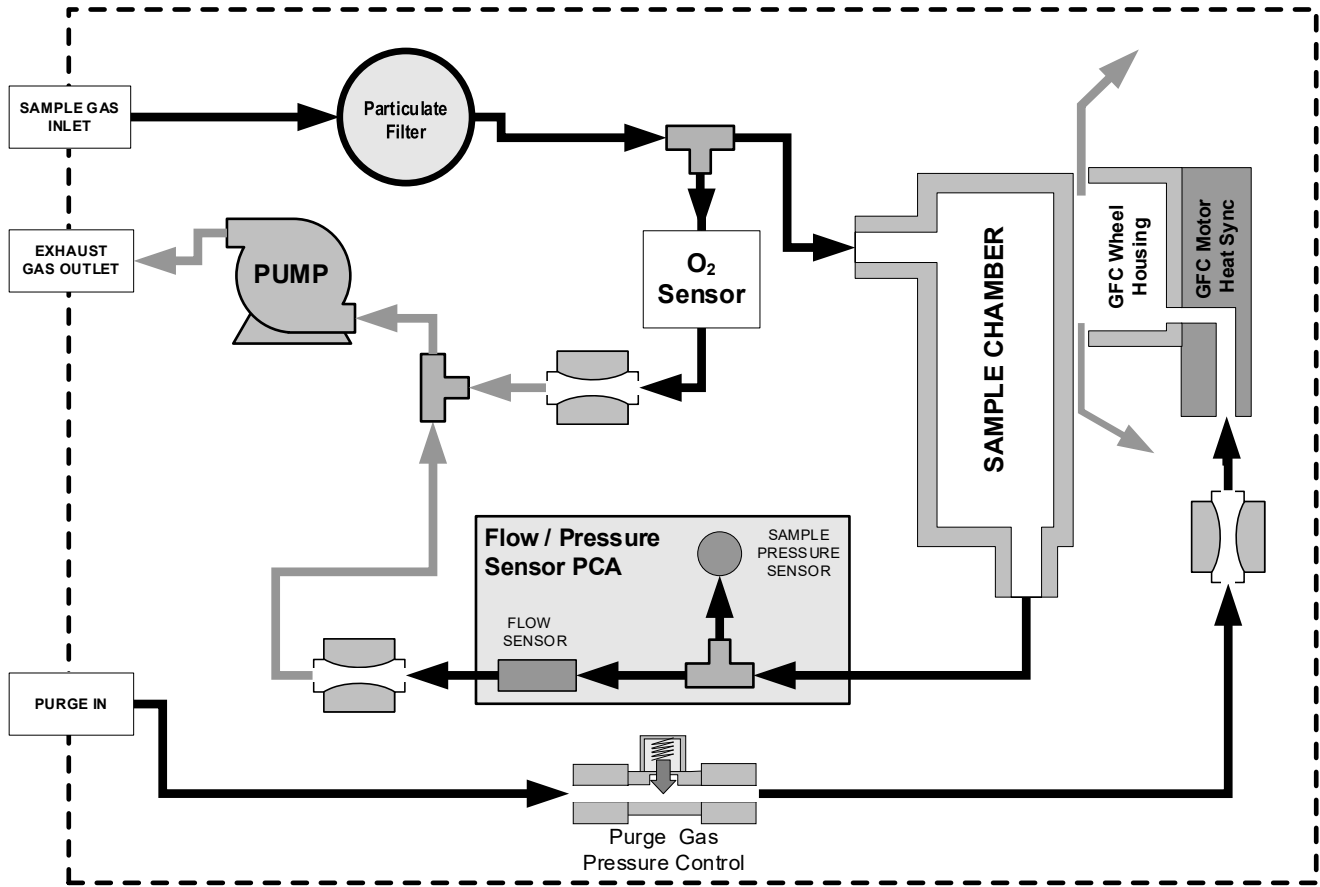 SAMPLE GAS
INLET
Particulate
Filter
EXHAUST
GAS OUTLET
PUMP
O₂
Sensor
SAMPLE CHAMBER
GFC Wheel
Housing
GFC Motor
Heat Sync
Flow / Pressure
Sensor PCA
SAMPLE
PRESSURE
SENSOR
FLOW
SENSOR
PURGE IN
Purge Gas
Pressure Control